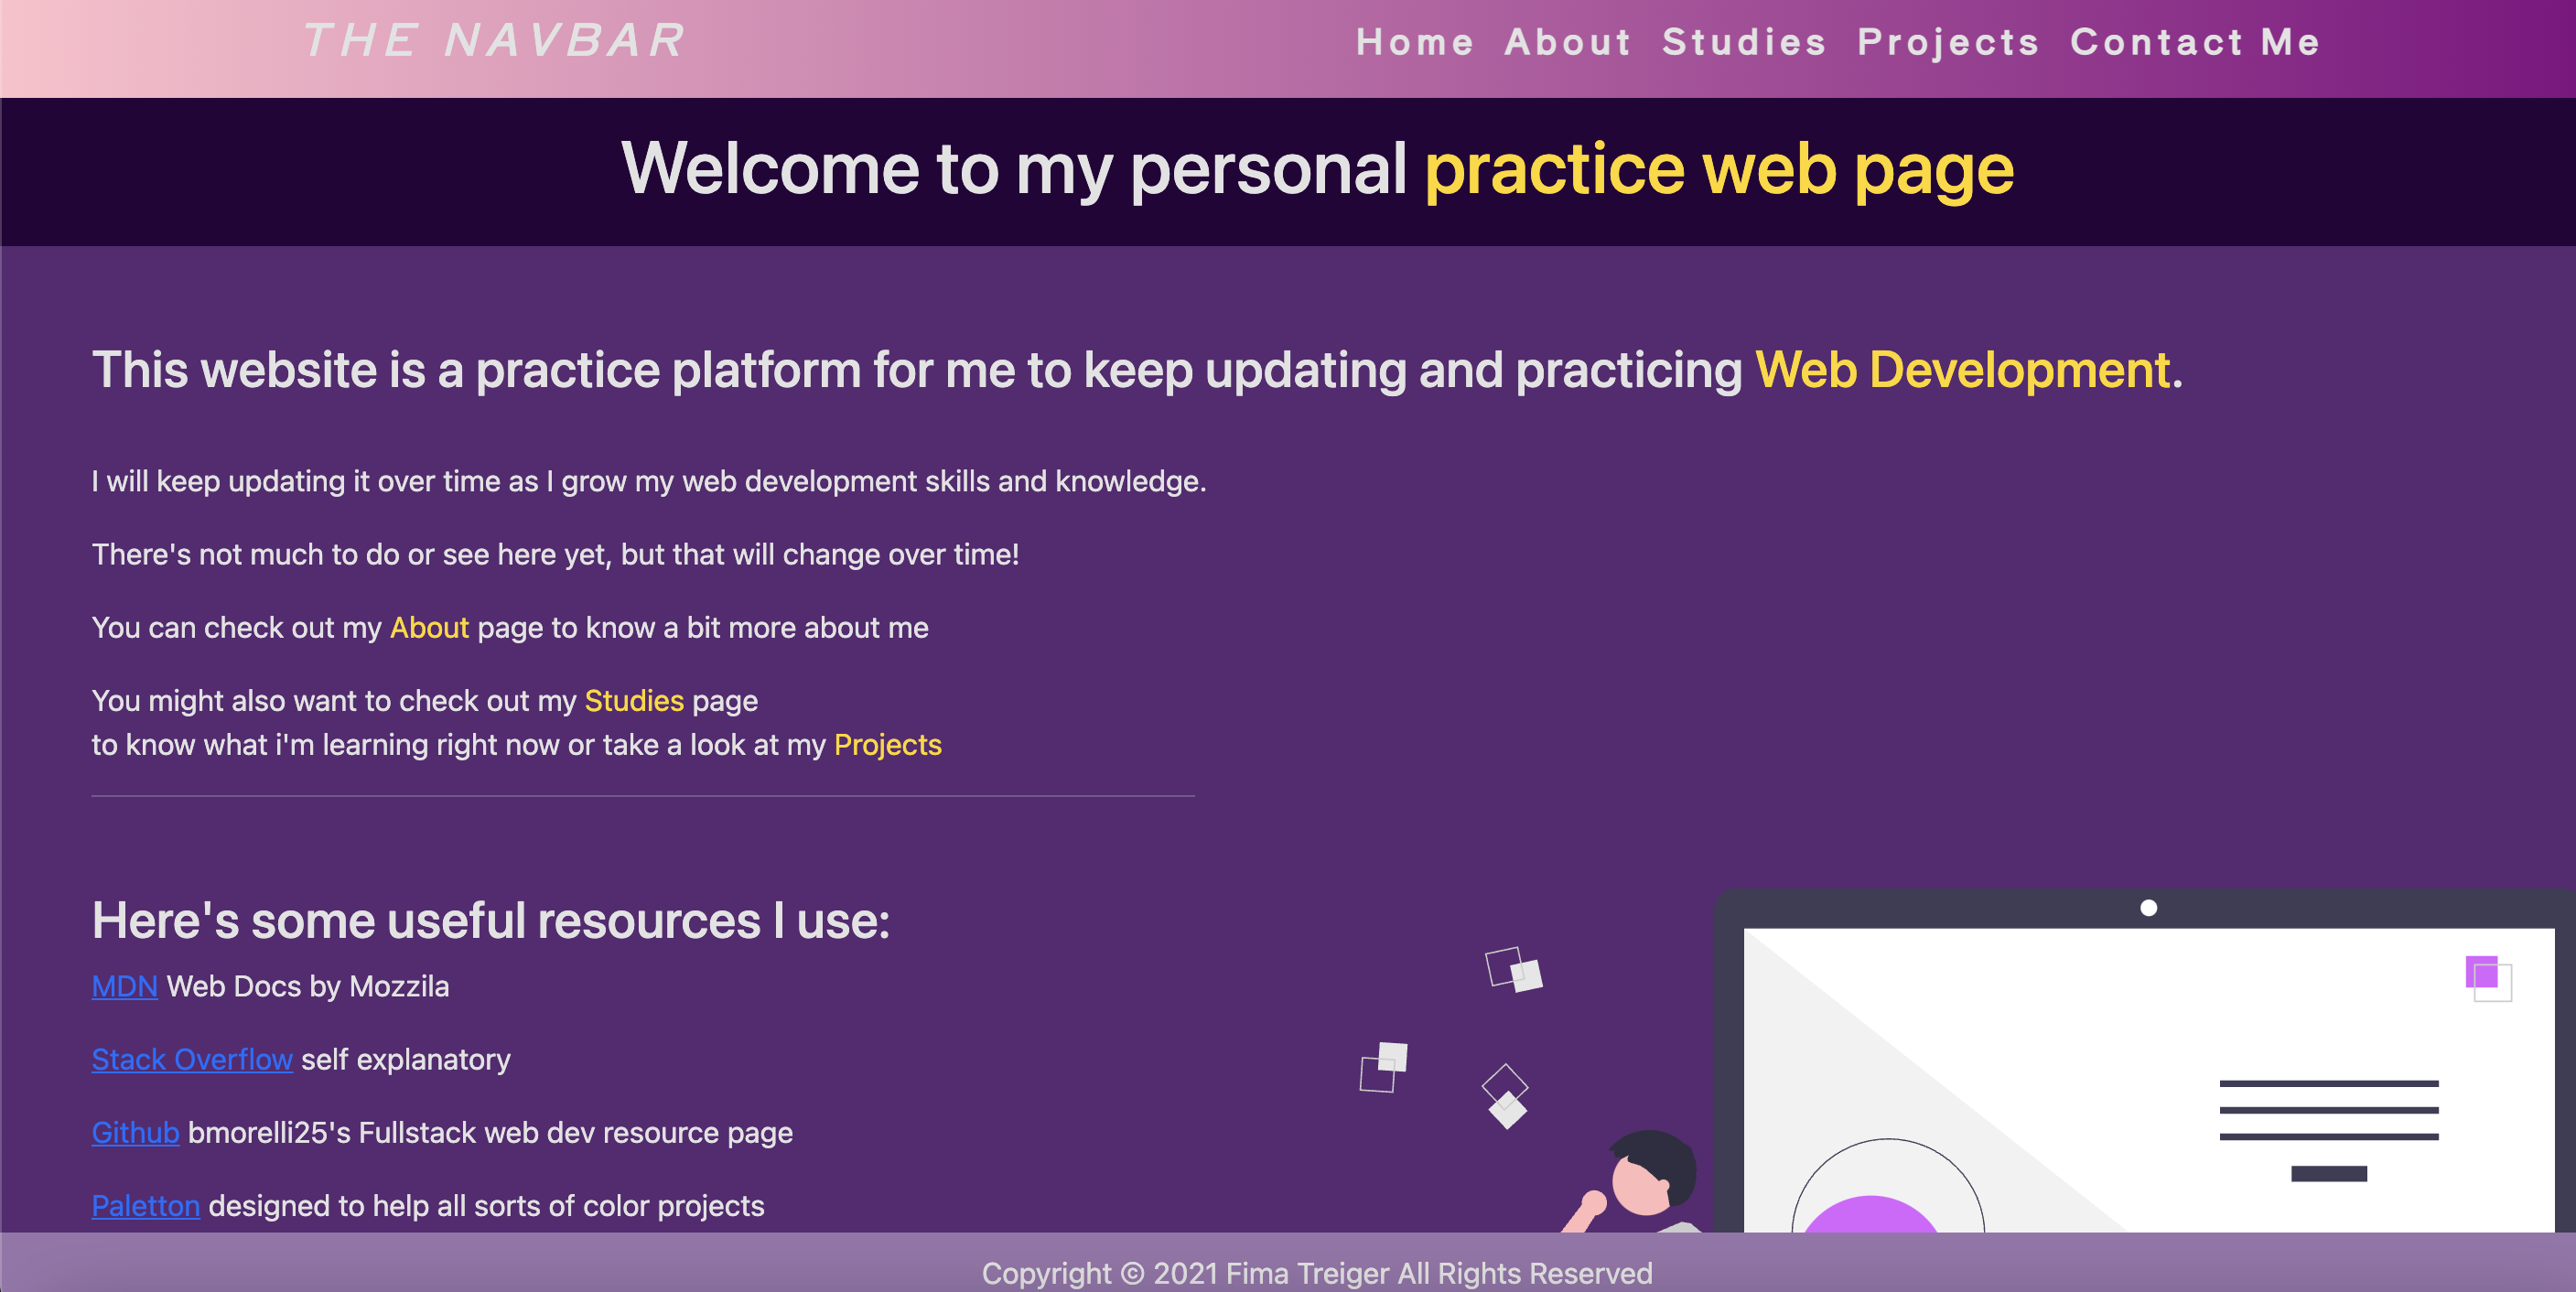 THE NAVBAR
Home About Studies Projects Contact Me
Welcome to my personal practice web page
This website is a practice platform for me to keep updating and practicing Web Development.
I will keep updating it over time as I grow my web development skills and knowledge.
There's not much to do or see here yet, but that will change over time!
You can check out my About page to know a bit more about me
You might also want to check out my Studies page
to know what i'm learning right now or take a look at my Projects
Here's some useful resources I use:
MDN Web Docs by Mozzila
Stack Overflow self explanatory
Github bmorelli25's Fullstack web dev resource page
Paletton designed to help all sorts of color projects
Copyright © 2021 Fima Treiger All Rights Reserved